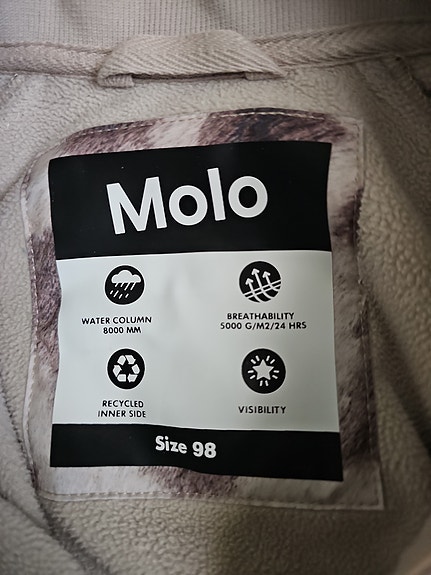 Molo
WATER COLUMN
8000 MM
BREATHABILITY
5000 G/M2/24 HRS
RECYCLED
INNER SIDE
VISIBILITY
Size 98